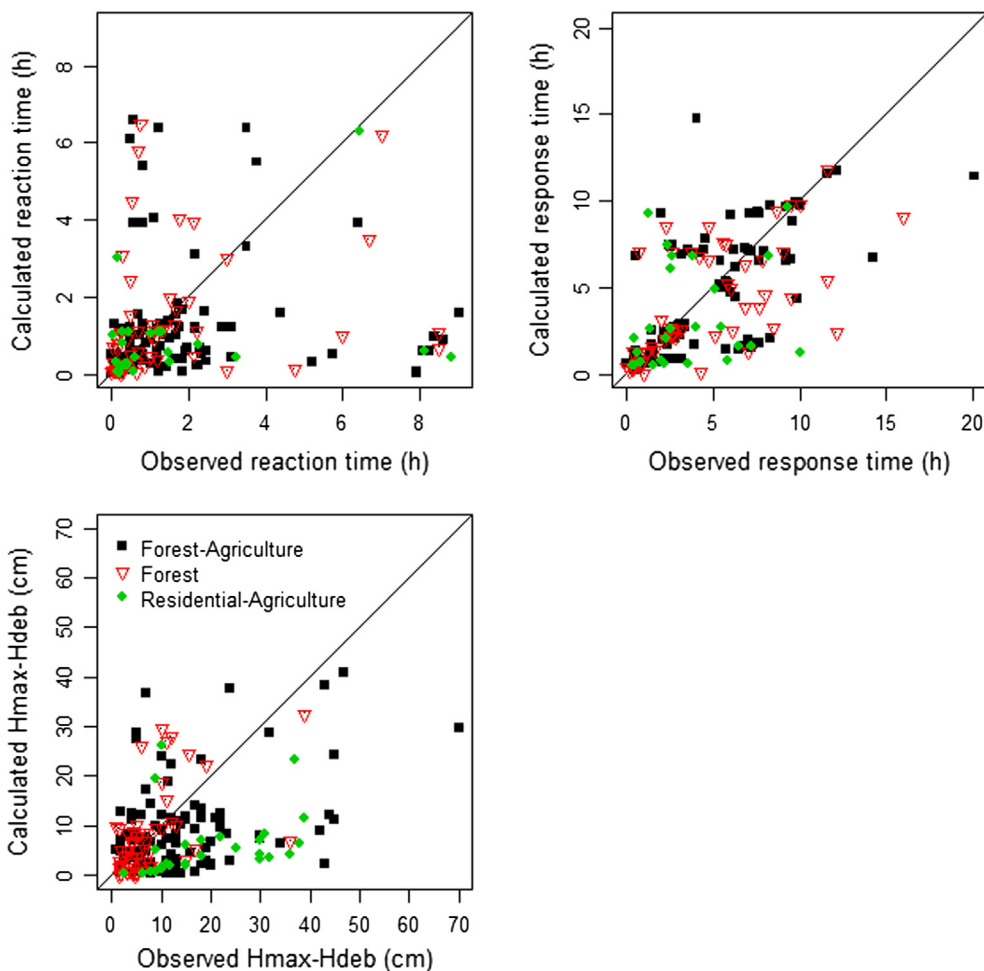 Calculated reaction time (h)
0 2 4 6 8
0 2 4 6 8
Observed reaction time (h)
Calculated response time (h)
0 5 10 15 20
0 5 10 15 20
Observed response time (h)
Calculated Hmax-Hdeb (cm)
0 10 20 30 40 50 60 70
Forest-Agriculture
Forest
Residential-Agriculture
0 10 20 30 40 50 60 70
Observed Hmax-Hdeb (cm)